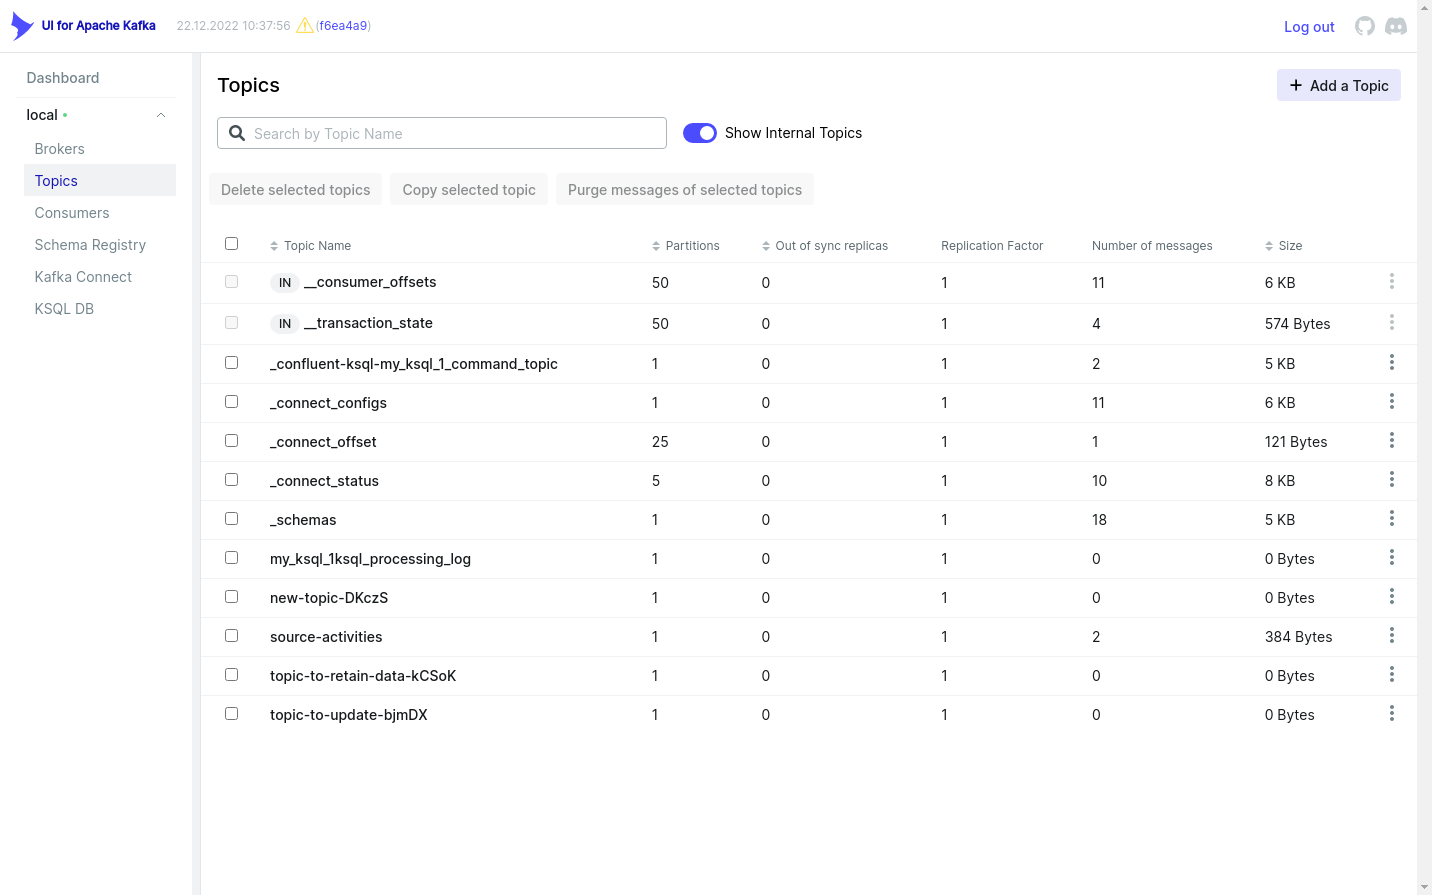 UI for Apache Kafka 22.12.2022 10:37:56 (f6ea4a9) Log out
Dashboard
local
Brokers
Topics
Consumers
Schema Registry
Kafka Connect
KSQL DB
Topics
Add a Topic
Search by Topic Name
Show Internal Topics
Delete selected topics Copy selected topic Purge messages of selected topics
Topic Name Partitions Out of sync replicas Replication Factor Number of messages Size
IN __consumer_offsets 50 0 1 11 6 KB
IN __transaction_state 50 0 1 4 574 Bytes
_confluent-ksql-my_ksql_1_command_topic 1 0 1 2 5 KB
_connect_configs 1 0 1 11 6 KB
_connect_offset 25 0 1 1 121 Bytes
_connect_status 5 0 1 10 8 KB
_schemas 1 0 1 18 5 KB
my_ksql_1ksql_processing_log 1 0 1 0 0 Bytes
new-topic-DKczS 1 0 1 0 0 Bytes
source-activities 1 0 1 2 384 Bytes
topic-to-retain-data-kCSoK 1 0 1 0 0 Bytes
topic-to-update-bjmDX 1 0 1 0 0 Bytes